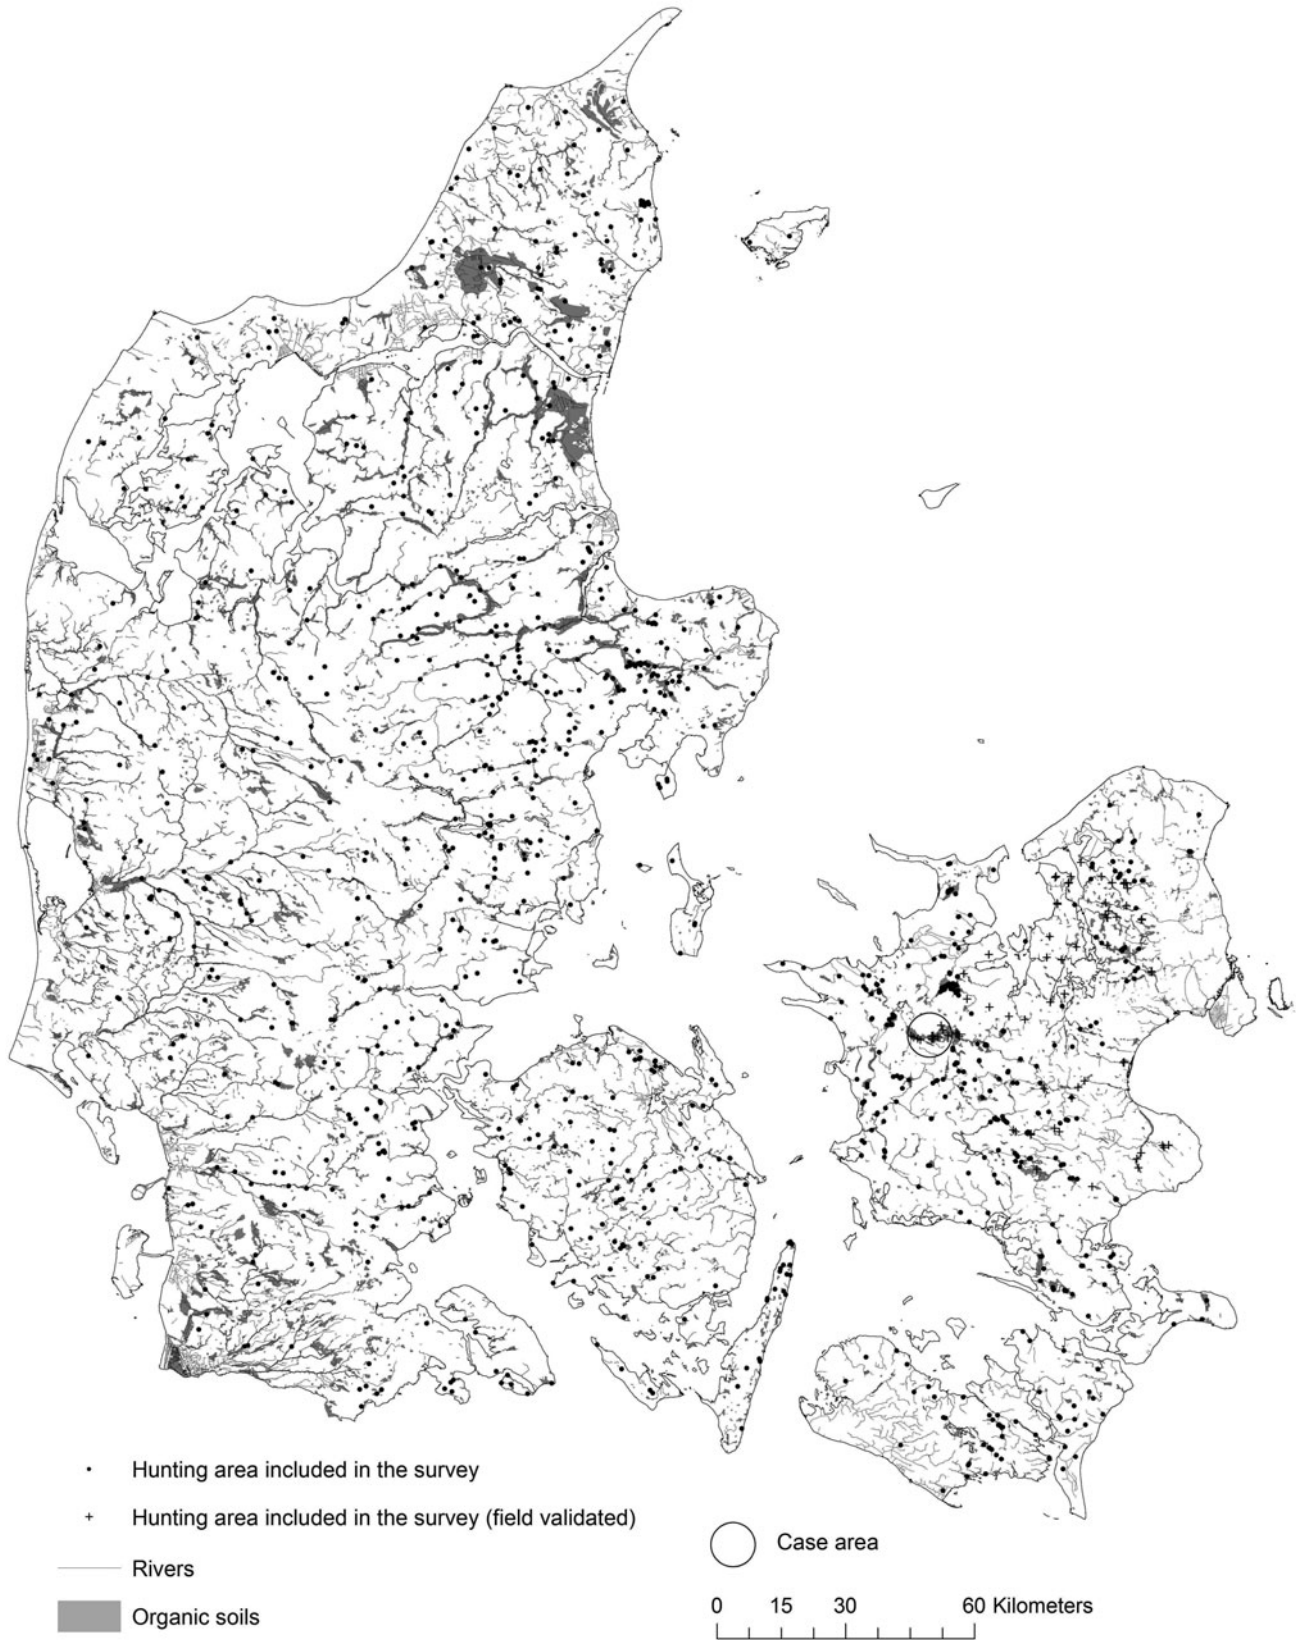 Hunting area included in the survey
Hunting area included in the survey (field validated)
Rivers
Organic soils
Case area
0 15 30 60 Kilometers